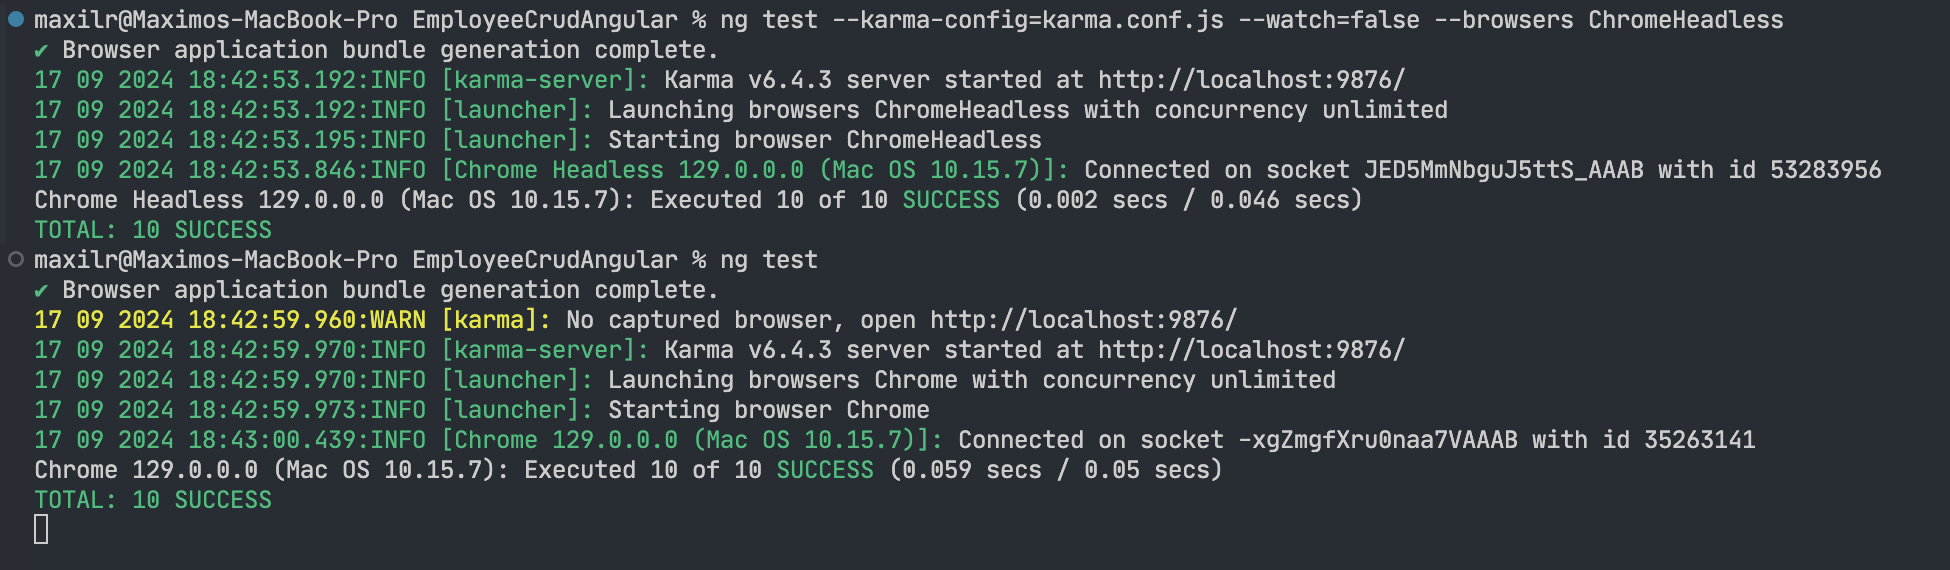 maxilr@Maximos-MacBook-Pro EmployeeCrudAngular % ng test --karma-config=karma.conf.js --watch=false --browsers ChromeHeadless
✔ Browser application bundle generation complete.
17 09 2024 18:42:53.192:INFO [karma-server]: Karma v6.4.3 server started at http://localhost:9876/
17 09 2024 18:42:53.192:INFO [launcher]: Launching browsers ChromeHeadless with concurrency unlimited
17 09 2024 18:42:53.195:INFO [launcher]: Starting browser ChromeHeadless
17 09 2024 18:42:53.846:INFO [Chrome Headless 129.0.0.0 (Mac OS 10.15.7)]: Connected on socket JED5MmNbguJ5ttS_AAAB with id 53283956
Chrome Headless 129.0.0.0 (Mac OS 10.15.7): Executed 10 of 10 SUCCESS (0.002 secs / 0.046 secs)
TOTAL: 10 SUCCESS
maxilr@Maximos-MacBook-Pro EmployeeCrudAngular % ng test
✔ Browser application bundle generation complete.
17 09 2024 18:42:59.960:WARN [karma]: No captured browser, open http://localhost:9876/
17 09 2024 18:42:59.970:INFO [karma-server]: Karma v6.4.3 server started at http://localhost:9876/
17 09 2024 18:42:59.970:INFO [launcher]: Launching browsers Chrome with concurrency unlimited
17 09 2024 18:42:59.973:INFO [launcher]: Starting browser Chrome
17 09 2024 18:43:00.439:INFO [Chrome 129.0.0.0 (Mac OS 10.15.7)]: Connected on socket -xgZmgfXru0naa7VAAAB with id 35263141
Chrome 129.0.0.0 (Mac OS 10.15.7): Executed 10 of 10 SUCCESS (0.059 secs / 0.05 secs)
TOTAL: 10 SUCCESS